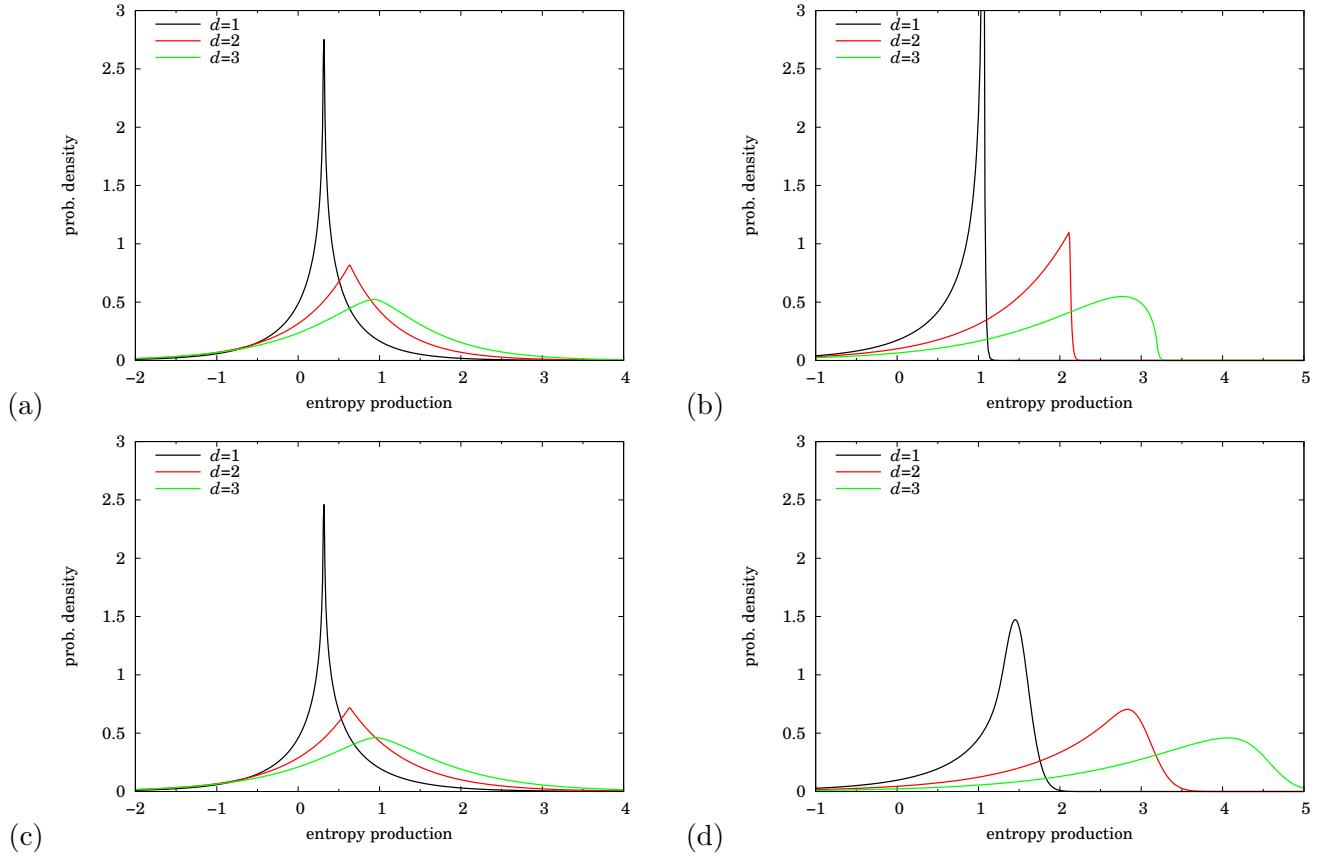 3
2.5
2
1.5
1
0.5
0
prob. density
d=1
d=2
d=3
−2 −1 0 1 2 3 4
entropy production
(a)
3
2.5
2
1.5
1
0.5
0
prob. density
d=1
d=2
d=3
−1 0 1 2 3 4 5
entropy production
(b)
3
2.5
2
1.5
1
0.5
0
prob. density
d=1
d=2
d=3
−2 −1 0 1 2 3 4
entropy production
(c)
3
2.5
2
1.5
1
0.5
0
prob. density
d=1
d=2
d=3
−1 0 1 2 3 4 5
entropy production
(d)